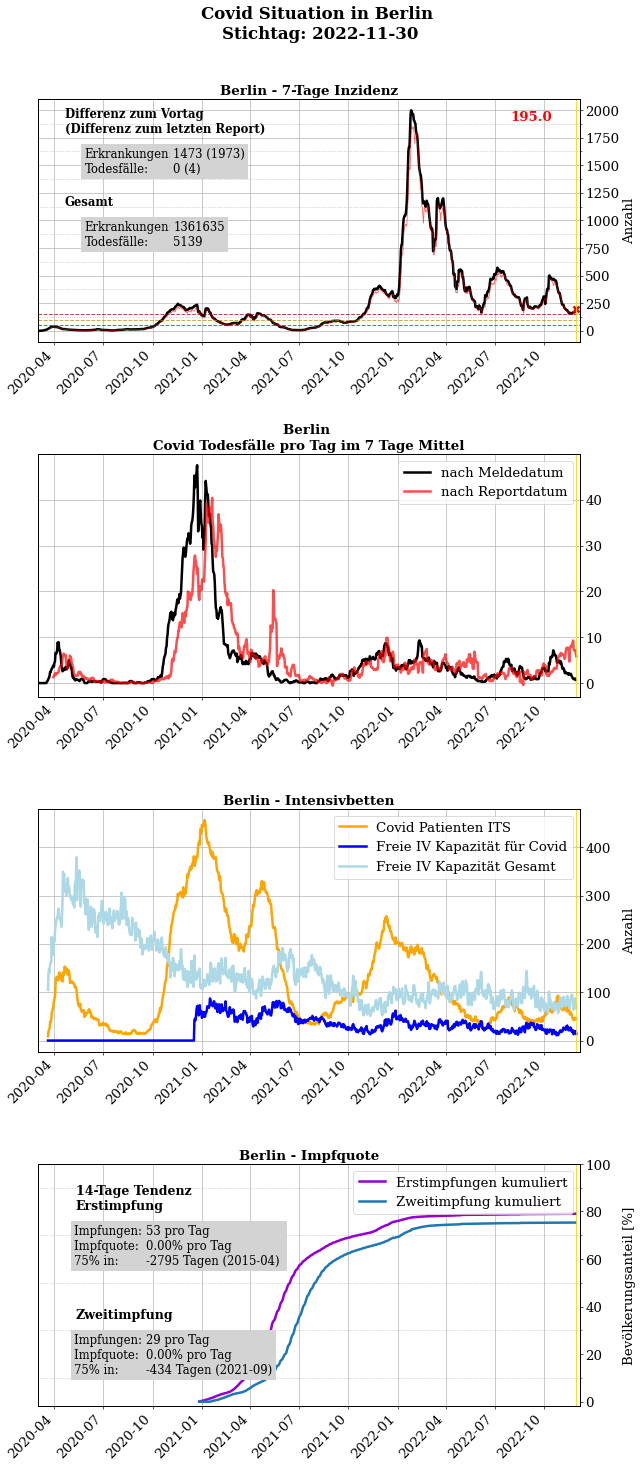 Covid Situation in Berlin
Stichtag: 2022-11-30
Berlin - 7-Tage Inzidenz
Differenz zum Vortag
(Differenz zum letzten Report)
Erkrankungen 1473 (1973)
Todesfälle: 0 (4)
Gesamt
Erkrankungen 1361635
Todesfälle: 5139
195.0
2000
1750
1500
1250
1000
750
500
250
0
Anzahl
2020-04 2020-07 2020-10 2021-01 2021-04 2021-07 2021-10 2022-01 2022-04 2022-07 2022-10
Berlin
Covid Todesfälle pro Tag im 7 Tage Mittel
nach Meldedatum
nach Reportdatum
40
30
20
10
0
2020-04 2020-07 2020-10 2021-01 2021-04 2021-07 2021-10 2022-01 2022-04 2022-07 2022-10
Berlin - Intensivbetten
Covid Patienten ITS
Freie IV Kapazität für Covid
Freie IV Kapazität Gesamt
400
300
200
100
0
Anzahl
2020-04 2020-07 2020-10 2021-01 2021-04 2021-07 2021-10 2022-01 2022-04 2022-07 2022-10
Berlin - Impfquote
Erstimpfungen kumuliert
Zweitimpfung kumuliert
14-Tage Tendenz
Erstimpfung
Impfungen: 53 pro Tag
Impfquote: 0.00% pro Tag
75% in: -2795 Tagen (2015-04)
Zweitimpfung
Impfungen: 29 pro Tag
Impfquote: 0.00% pro Tag
75% in: -434 Tagen (2021-09)
100
80
60
40
20
0
Bevölkerungsanteil [%]
2020-04 2020-07 2020-10 2021-01 2021-04 2021-07 2021-10 2022-01 2022-04 2022-07 2022-10